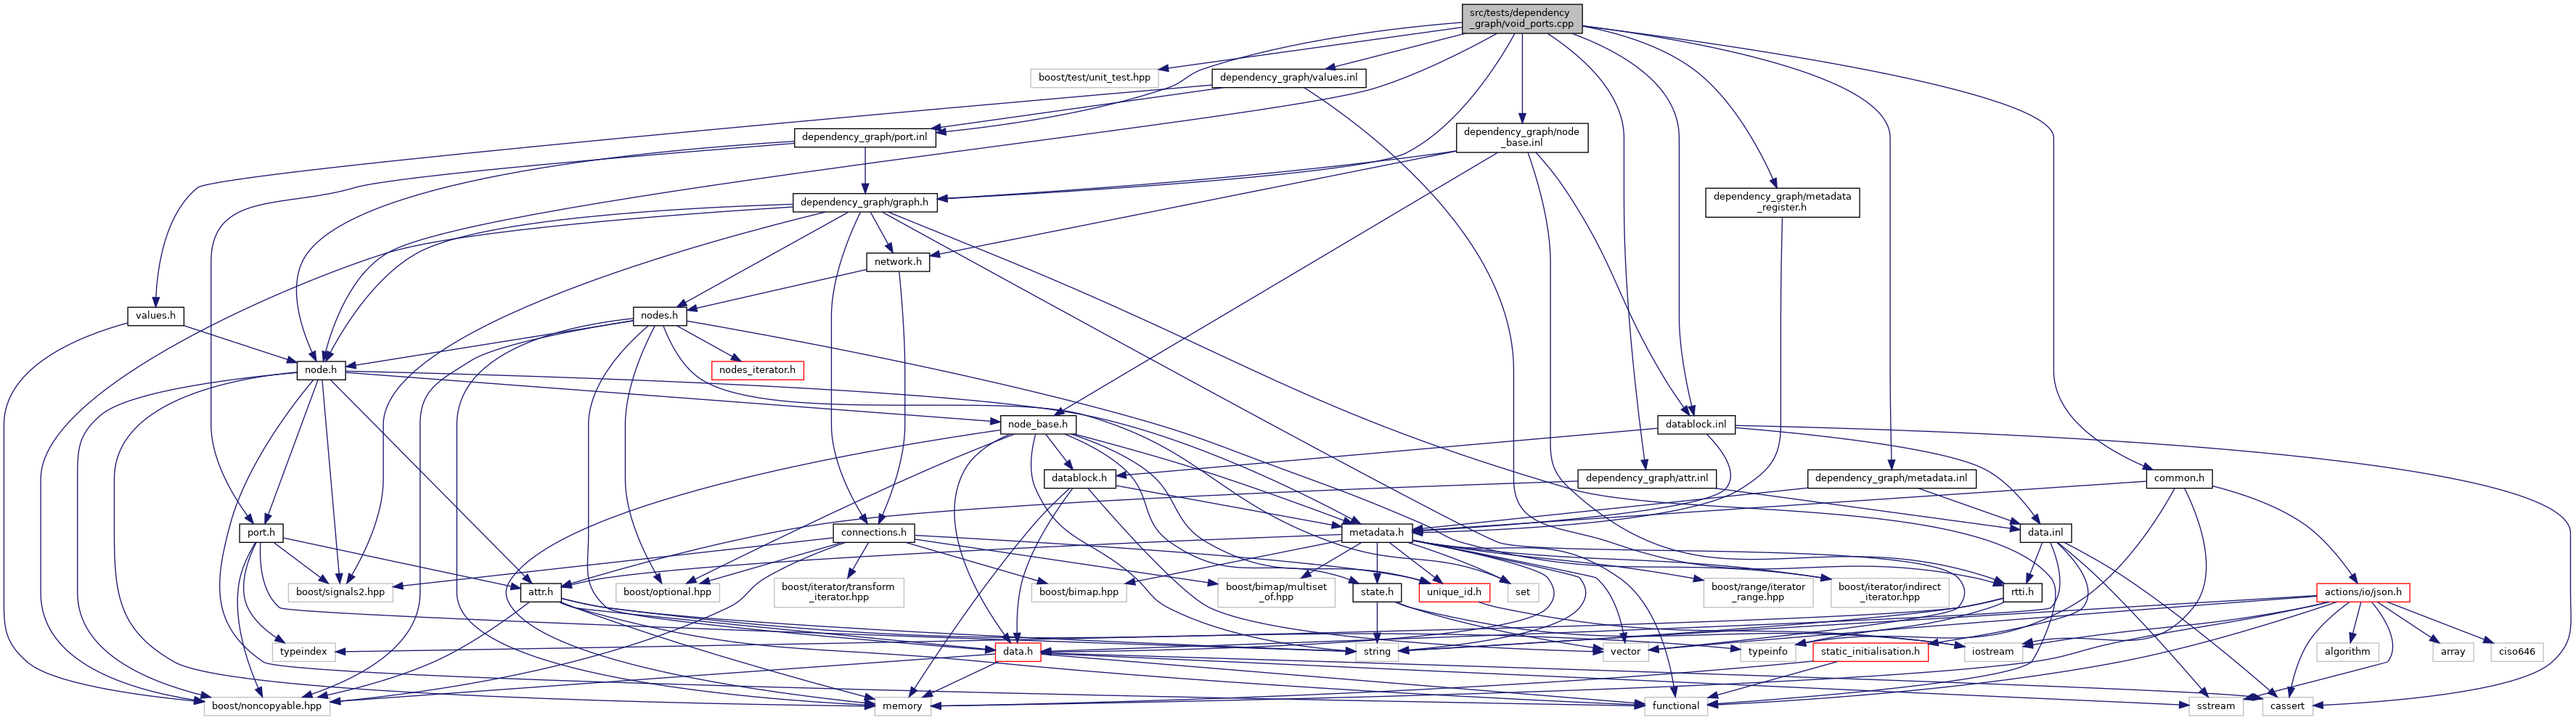 src/tests/dependency
_graph/void_ports.cpp
boost/test/unit_test.hpp
dependency_graph/values.inl
dependency_graph/port.inl
dependency_graph/node
_base.inl
dependency_graph/graph.h
dependency_graph/metadata
_register.h
network.h
values.h
nodes.h
node.h
nodes_iterator.h
node_base.h
datablock.inl
datablock.h
dependency_graph/attr.inl
dependency_graph/metadata.inl
common.h
port.h
connections.h
metadata.h
data.inl
boost/signals2.hpp
attr.h
boost/optional.hpp
boost/iterator/transform
_iterator.hpp
boost/bimap.hpp
boost/bimap/multiset
_of.hpp
state.h
unique_id.h
set
boost/range/iterator
_range.hpp
boost/iterator/indirect
_iterator.hpp
rtti.h
actions/io/json.h
typeindex
data.h
string
vector
typeinfo
static_initialisation.h
iostream
algorithm
array
ciso646
boost/noncopyable.hpp
memory
functional
sstream
cassert